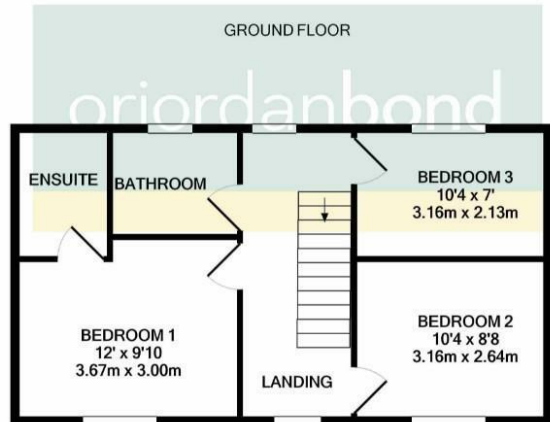 GROUND FLOOR
oriordanbond
ENSUITE
BATHROOM
BEDROOM 3
10'4 x 7'
3.16m x 2.13m
BEDROOM 1
12' x 9'10
3.67m x 3.00m
BEDROOM 2
10'4 x 8'8
3.16m x 2.64m
LANDING